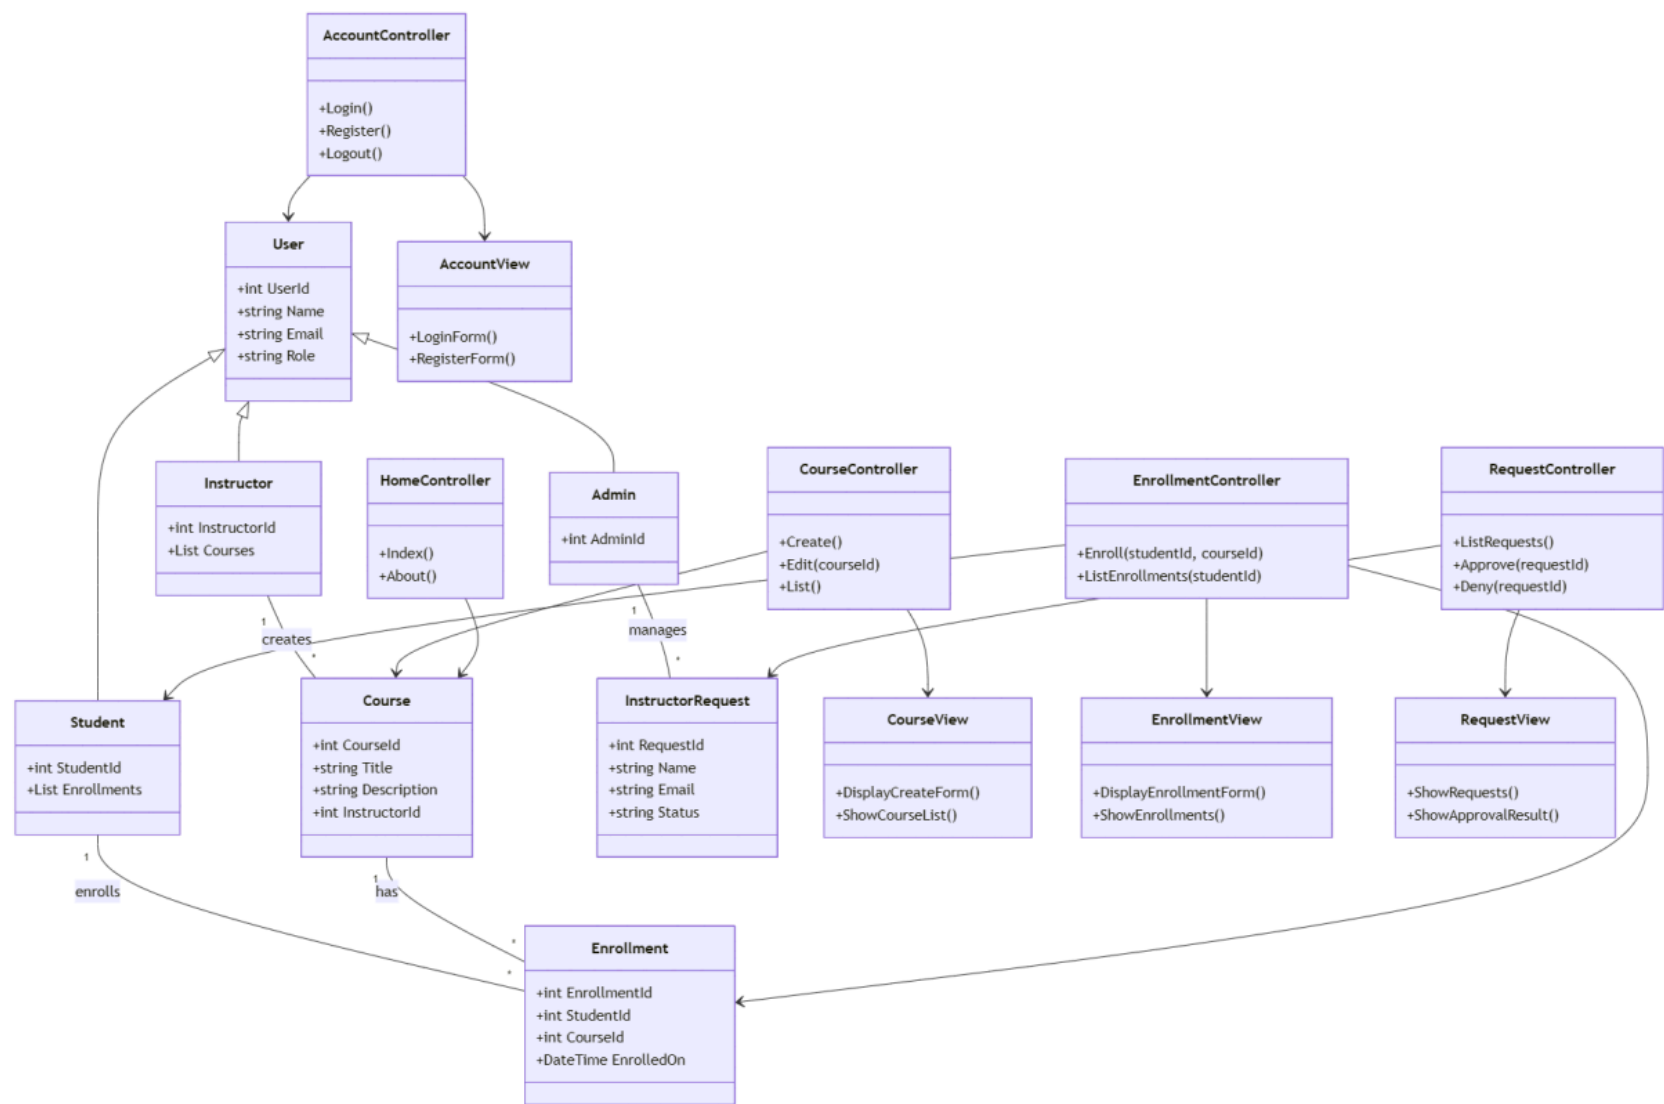 AccountController
+Login()
+Register()
+Logout()
User
+int UserId
+string Name
+string Email
+string Role
AccountView
+LoginForm()
+RegisterForm()
Instructor
+int InstructorId
+List Courses
HomeController
+Index()
+About()
Admin
+int AdminId
CourseController
+Create()
+Edit(courseId)
+List()
EnrollmentController
+Enroll(studentId, courseId)
+ListEnrollments(studentId)
RequestController
+ListRequests()
+Approve(requestId)
+Deny(requestId)
1
creates
*
1
manages
*
Student
+int StudentId
+List Enrollments
Course
+int CourseId
+string Title
+string Description
+int InstructorId
InstructorRequest
+int RequestId
+string Name
+string Email
+string Status
CourseView
+DisplayCreateForm()
+ShowCourseList()
EnrollmentView
+DisplayEnrollmentForm()
+ShowEnrollments()
RequestView
+ShowRequests()
+ShowApprovalResult()
1
enrolls
*
1
has
*
Enrollment
+int EnrollmentId
+int StudentId
+int CourseId
+DateTime EnrolledOn